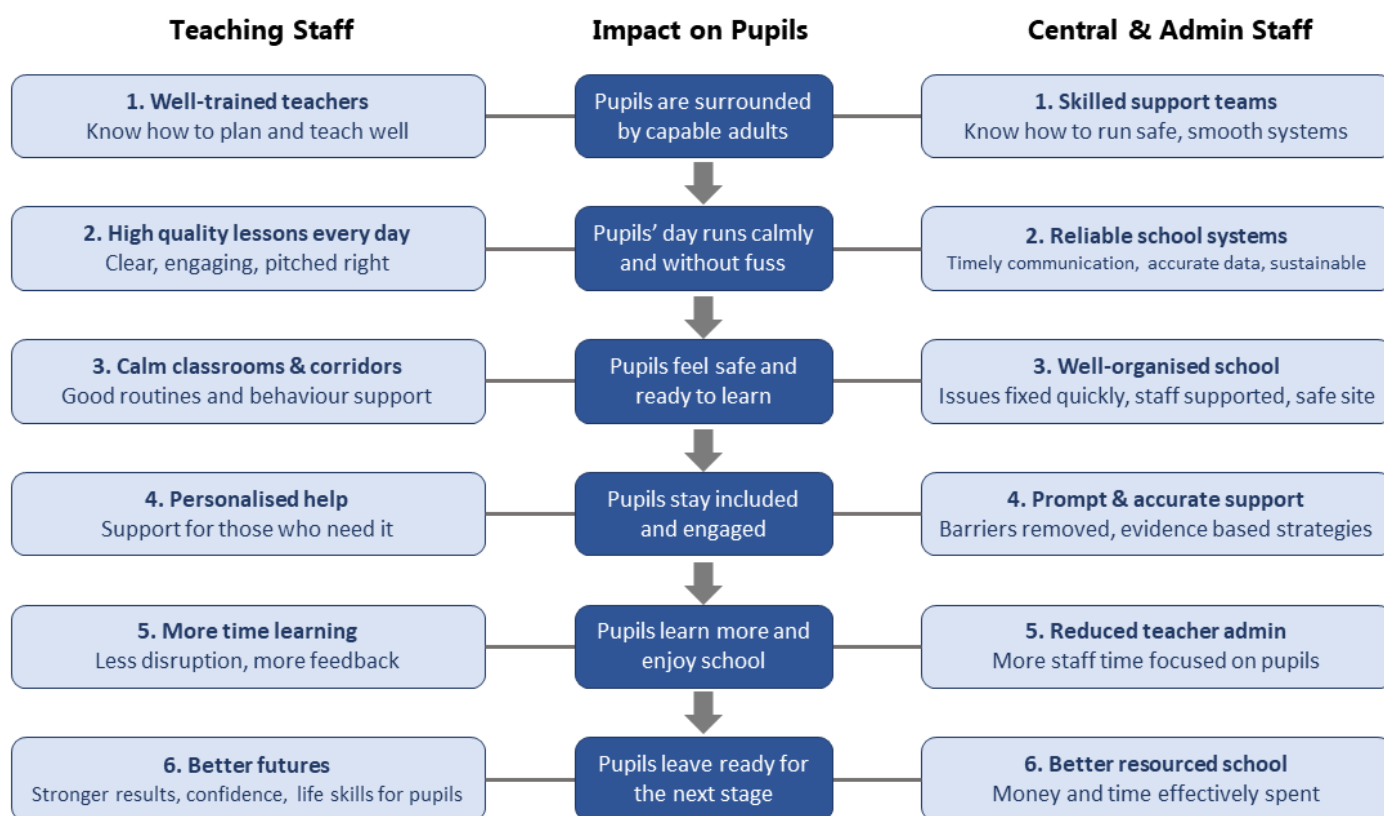 Teaching Staff
Impact on Pupils
Central & Admin Staff
1. Well-trained teachers
Know how to plan and teach well
Pupils are surrounded
by capable adults
1. Skilled support teams
Know how to run safe, smooth systems
2. High quality lessons every day
Clear, engaging, pitched right
Pupils’ day runs calmly
and without fuss
2. Reliable school systems
Timely communication, accurate data, sustainable
3. Calm classrooms & corridors
Good routines and behaviour support
Pupils feel safe and
ready to learn
3. Well-organised school
Issues fixed quickly, staff supported, safe site
4. Personalised help
Support for those who need it
Pupils stay included
and engaged
4. Prompt & accurate support
Barriers removed, evidence based strategies
5. More time learning
Less disruption, more feedback
Pupils learn more and
enjoy school
5. Reduced teacher admin
More staff time focused on pupils
6. Better futures
Stronger results, confidence, life skills for pupils
Pupils leave ready for
the next stage
6. Better resourced school
Money and time effectively spent